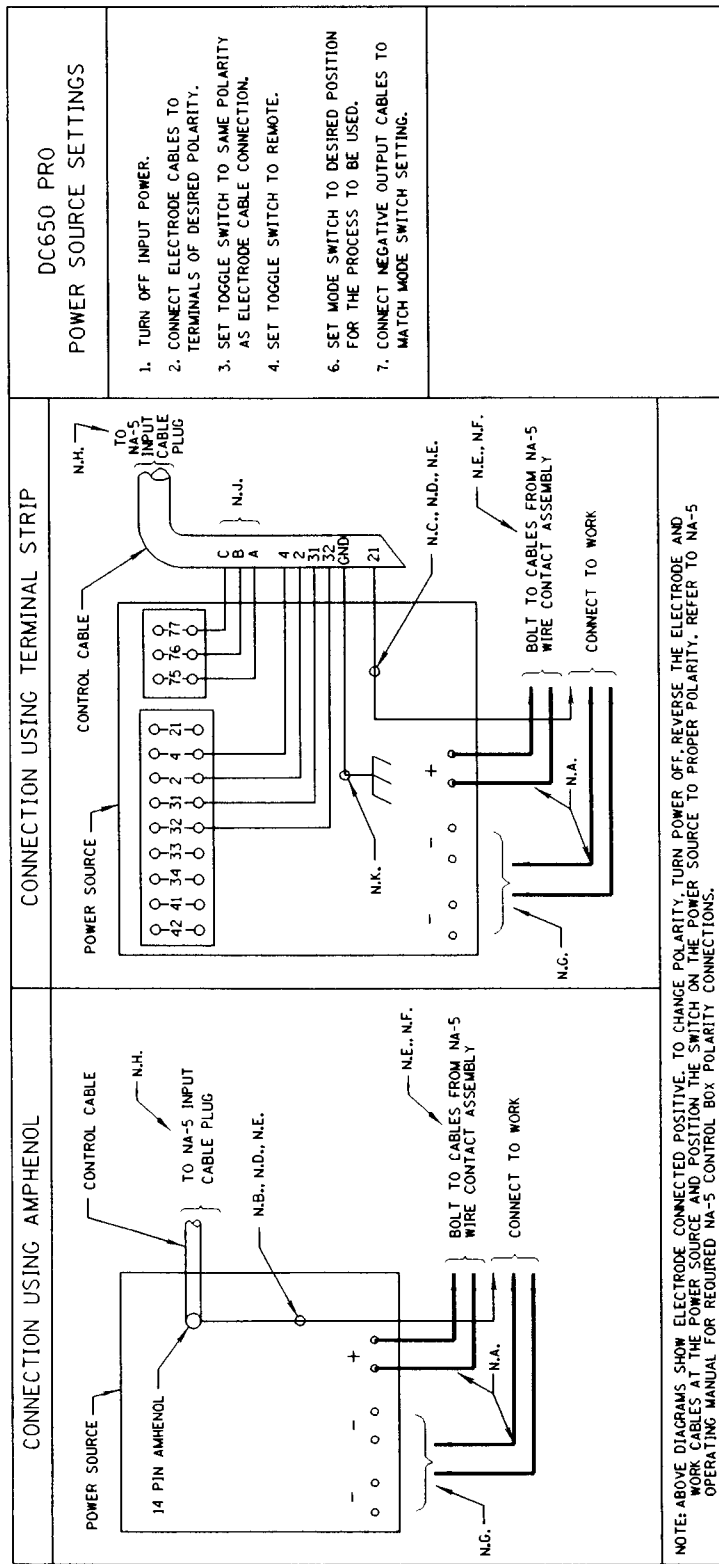 CONNECTION USING AMPHENOL
POWER SOURCE
CONTROL CABLE
14 PIN AMHENOL
N.H.
TO NA-5 INPUT
CABLE PLUG
N.B., N.D., N.E.
+
-
-
N.E., N.F.
BOLT TO CABLES FROM NA-5
WIRE CONTACT ASSEMBLY
N.A.
CONNECT TO WORK
N.G.
CONNECTION USING TERMINAL STRIP
POWER SOURCE
CONTROL CABLE
N.H.
TO
NA-5
INPUT
CABLE
PLUG
42 41 34 33 32 31 2 4 21
75 76 77
C
B
A
N.J.
4
2
31
32
GND
21
N.K.
N.C., N.D., N.E.
-
-
+
N.E., N.F.
BOLT TO CABLES FROM NA-5
WIRE CONTACT ASSEMBLY
N.A.
CONNECT TO WORK
N.G.
DC650 PRO
POWER SOURCE SETTINGS
1. TURN OFF INPUT POWER.
2. CONNECT ELECTRODE CABLES TO
TERMINALS OF DESIRED POLARITY.
3. SET TOGGLE SWITCH TO SAME POLARITY
AS ELECTRODE CABLE CONNECTION.
4. SET TOGGLE SWITCH TO REMOTE.
6. SET MODE SWITCH TO DESIRED POSITION
FOR THE PROCESS TO BE USED.
7. CONNECT NEGATIVE OUTPUT CABLES TO
MATCH MODE SWITCH SETTING.
NOTE: ABOVE DIAGRAMS SHOW ELECTRODE CONNECTED POSITIVE. TO CHANGE POLARITY, TURN POWER OFF, REVERSE THE ELECTRODE AND
WORK CABLES AT THE POWER SOURCE AND POSITION THE SWITCH ON THE POWER SOURCE TO PROPER POLARITY. REFER TO NA-5
OPERATING MANUAL FOR REQUIRED NA-5 CONTROL BOX POLARITY CONNECTIONS.